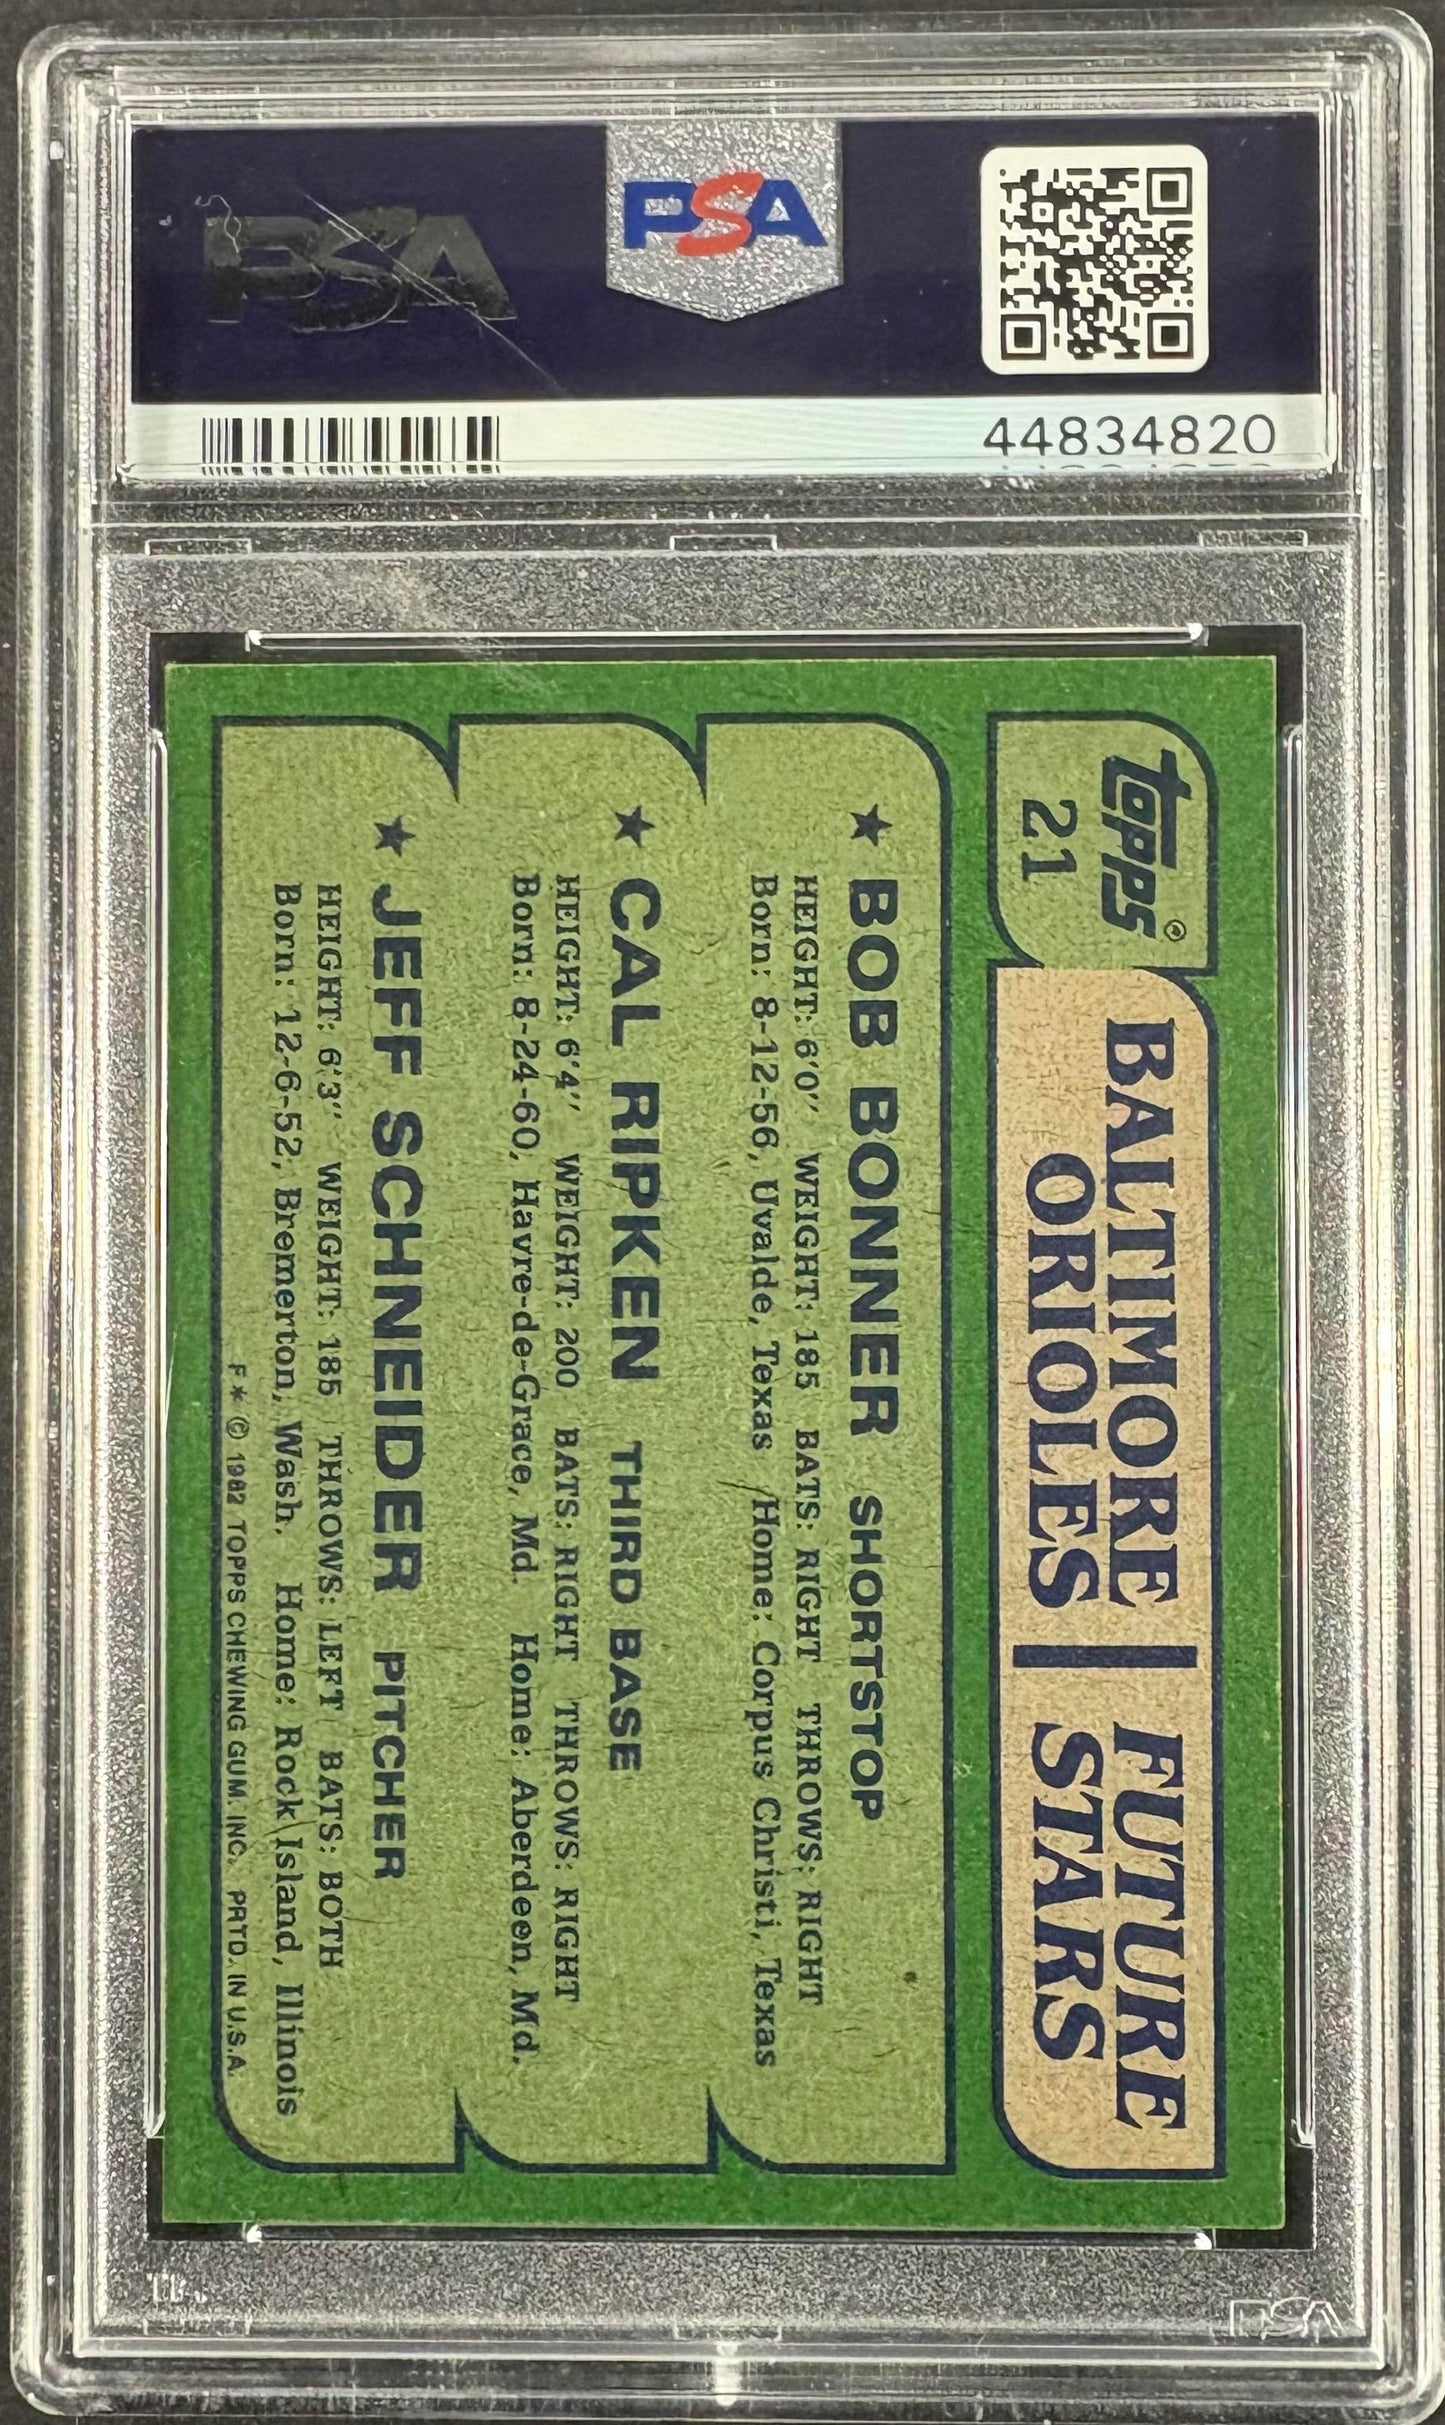 PSA
PSA
44834820
topps®
21
BALTIMORE
ORIOLES
FUTURE
STARS
★ BOB BONNER SHORTSTOP
HEIGHT: 6'0" WEIGHT: 185 BATS: RIGHT THROWS: RIGHT
Born: 8-12-56, Uvalde, Texas Home: Corpus Christi, Texas
★ CAL RIPKEN THIRD BASE
HEIGHT: 6'4" WEIGHT: 200 BATS: RIGHT THROWS: RIGHT
Born: 8-24-60, Havre-de-Grace, Md. Home: Aberdeen, Md.
★ JEFF SCHNEIDER PITCHER
HEIGHT: 6'3" WEIGHT: 185 THROWS: LEFT BATS: BOTH
Born: 12-6-52, Bremerton, Wash. Home: Rock Island, Illinois
F * © 1982 TOPPS CHEWING GUM. INC. PRTD. IN U.S.A.
PSA